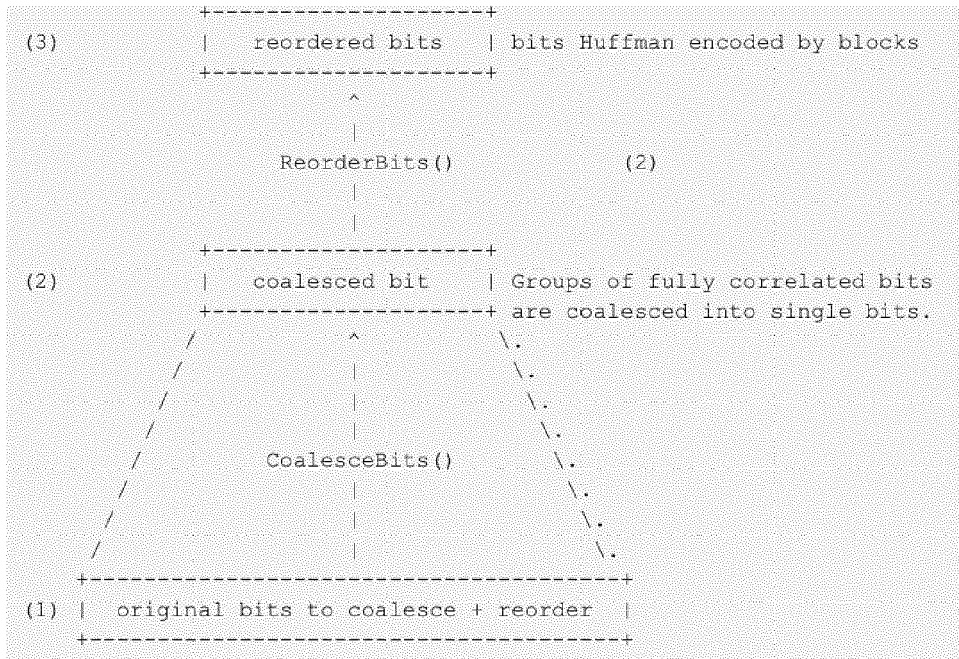 +---------------------+
(3) | reordered bits | bits Huffman encoded by blocks
+---------------------+
^
|
ReorderBits() (2)
|
|
+---------------------+
(2) | coalesced bit | Groups of fully correlated bits
+---------------------+ are coalesced into single bits.
/ ^ \.
/ | \.
/ | \.
/ | \.
/ CoalesceBits() \.
/ | \.
/ | \.
/ | \.
+----------------------------------------+
(1) | original bits to coalesce + reorder |
+----------------------------------------+